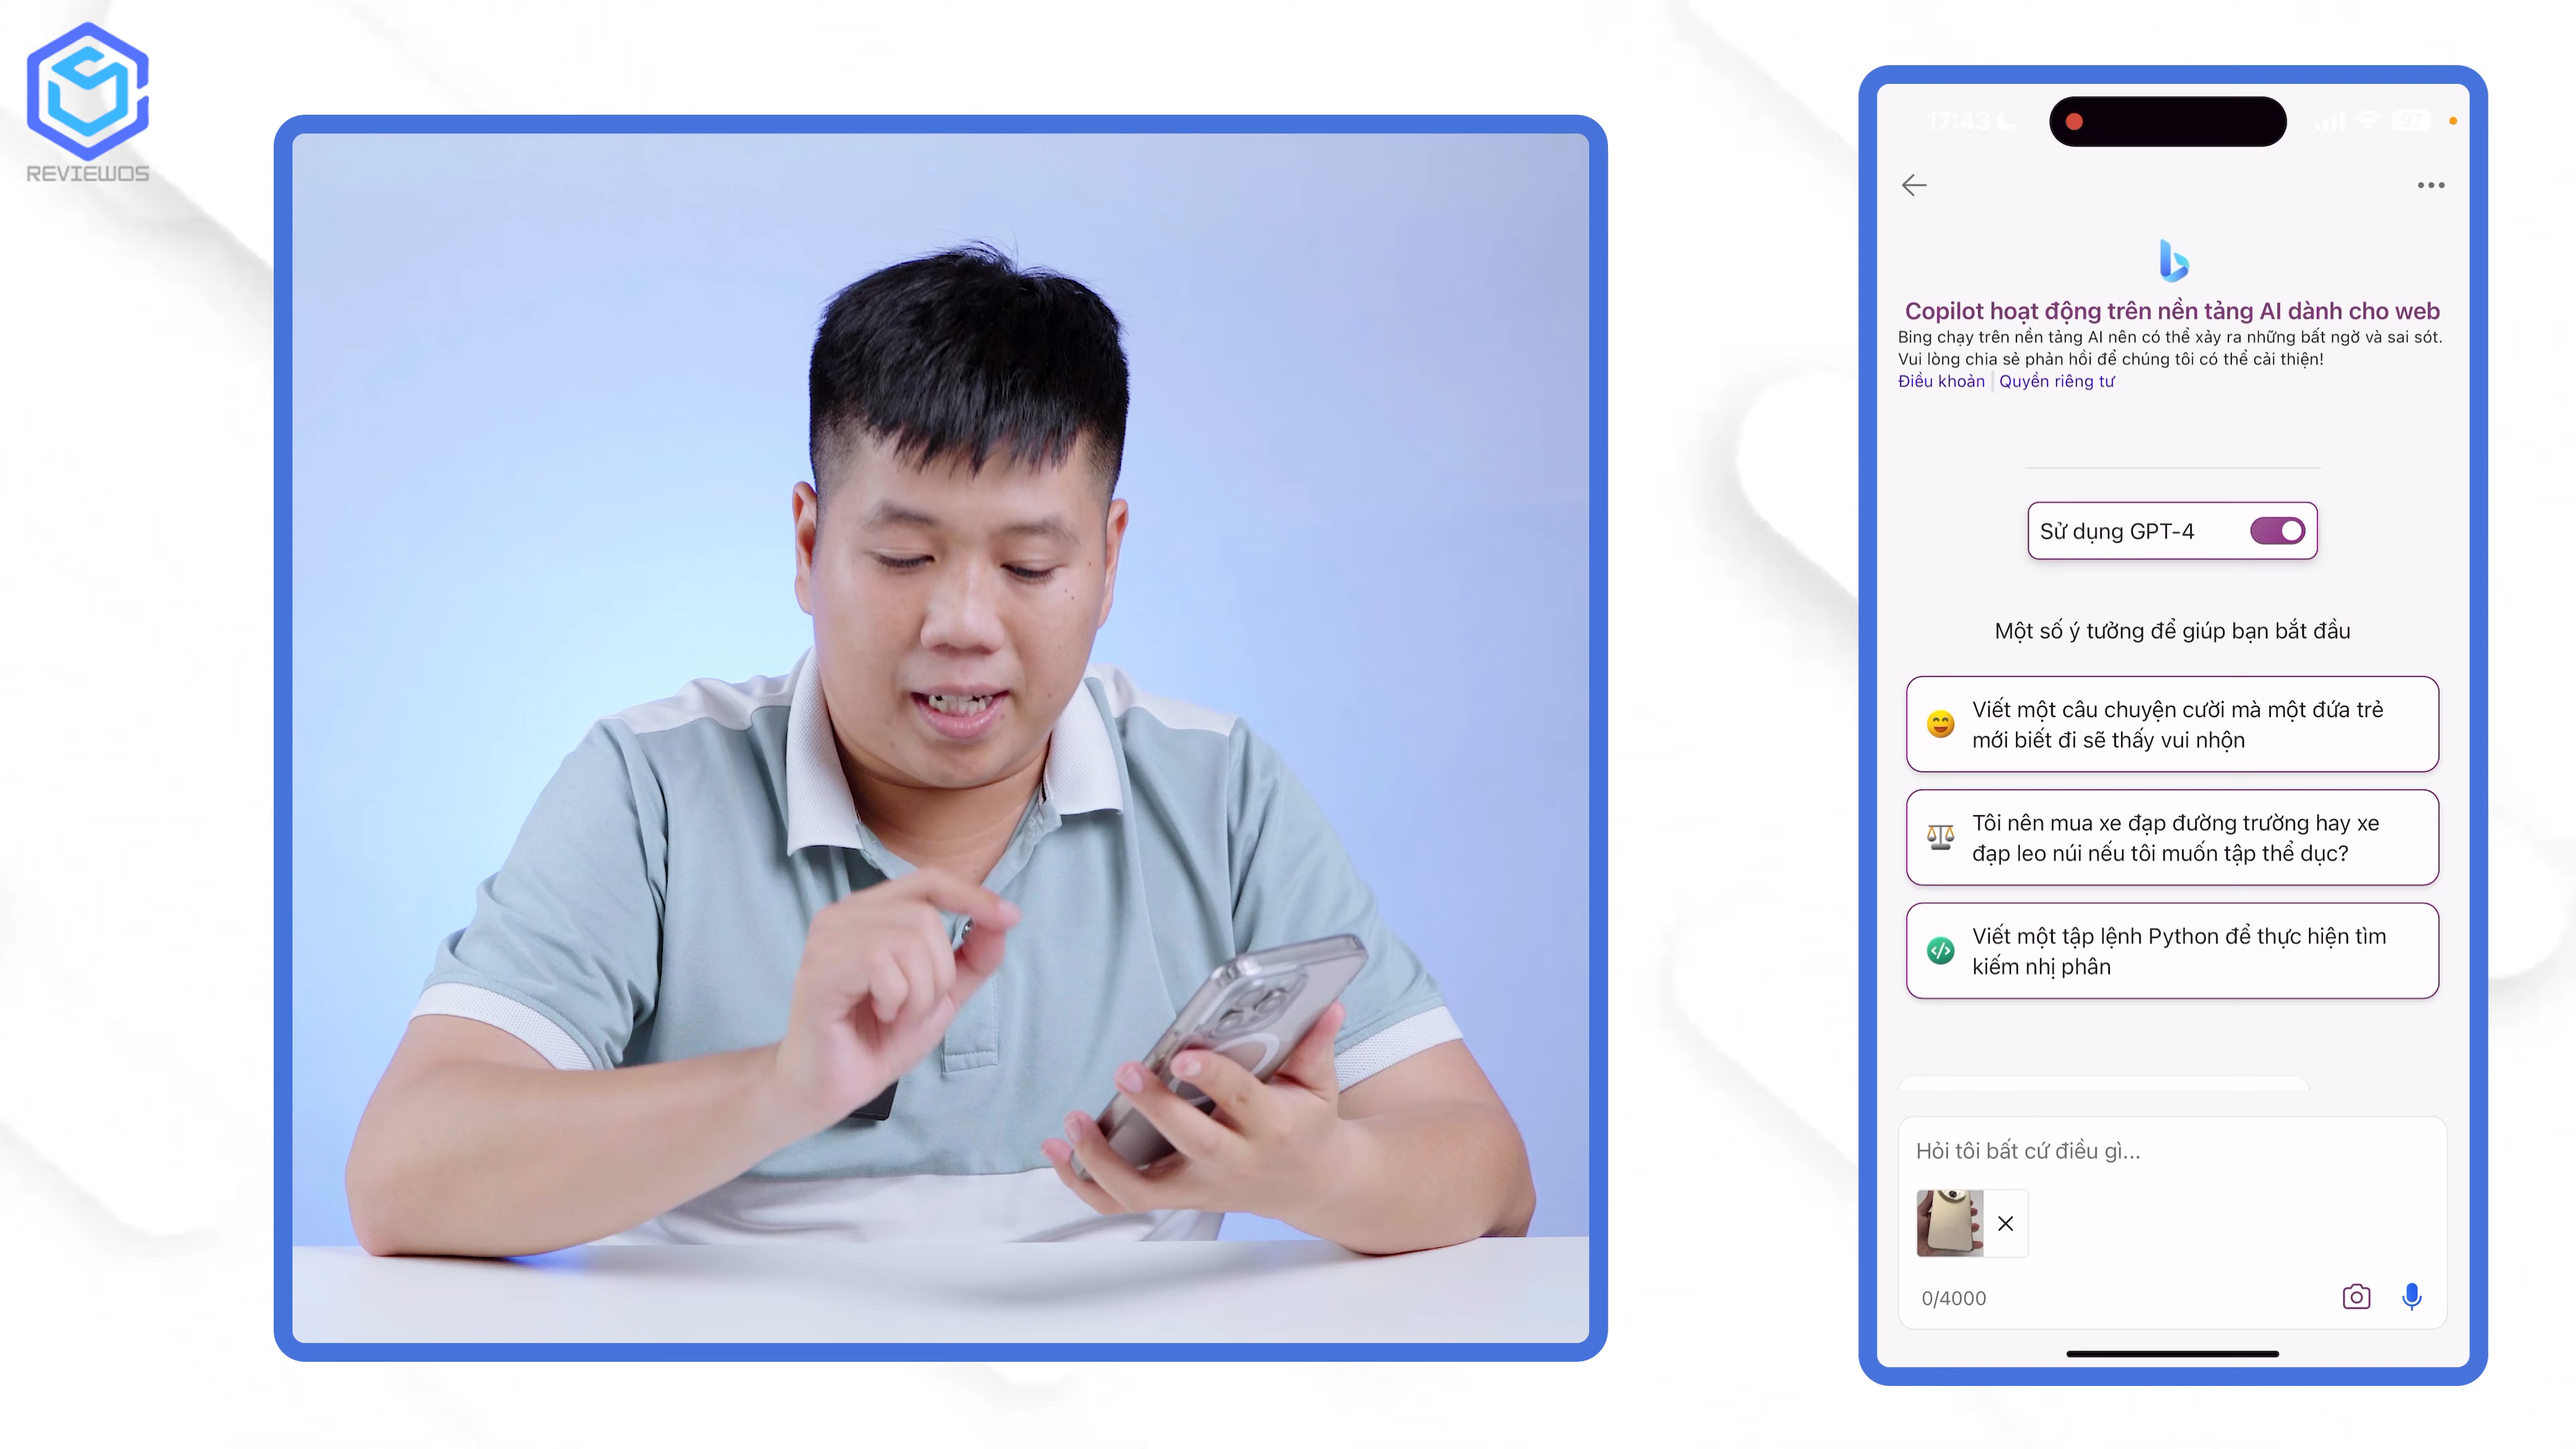 REVIEWOS
17:43
97
Copilot hoạt động trên nền tảng AI dành cho web
Bing chạy trên nền tảng AI nên có thể xảy ra những bất ngờ và sai sót.
Vui lòng chia sẻ phản hồi để chúng tôi có thể cải thiện!
Điều khoản | Quyền riêng tư
Sử dụng GPT-4
Một số ý tưởng để giúp bạn bắt đầu
Viết một câu chuyện cười mà một đứa trẻ
mới biết đi sẽ thấy vui nhộn
Tôi nên mua xe đạp đường trường hay xe
đạp leo núi nếu tôi muốn tập thể dục?
</>
Viết một tập lệnh Python để thực hiện tìm
kiếm nhị phân
Hỏi tôi bất cứ điều gì...
0/4000